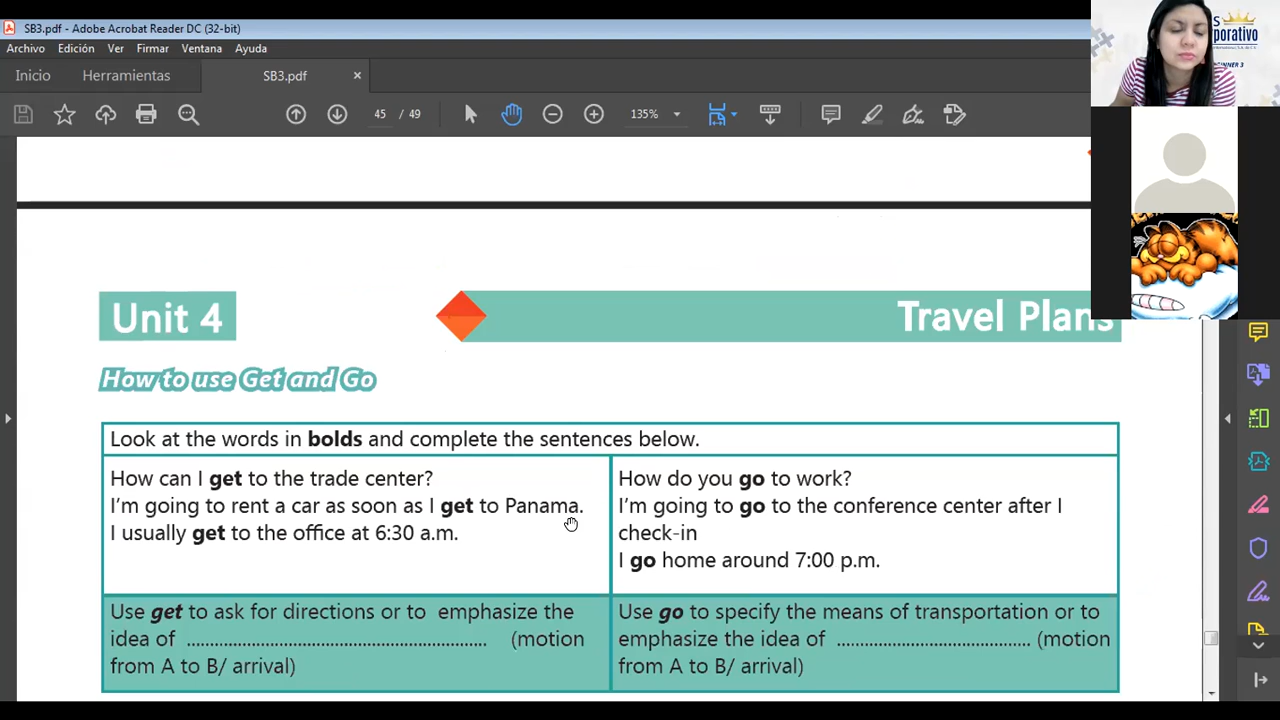 SB3.pdf - Adobe Acrobat Reader DC (32-bit)
Archivo Edición Ver Firmar Ventana Ayuda
Inicio Herramientas SB3.pdf ×
45 / 49 135%
S
porativo
NNER 3
Unit 4 Travel Plans
How to use Get and Go
Look at the words in bolds and complete the sentences below.
How can I get to the trade center?
I'm going to rent a car as soon as I get to Panama.
I usually get to the office at 6:30 a.m.
How do you go to work?
I'm going to go to the conference center after I
check-in
I go home around 7:00 p.m.
Use get to ask for directions or to emphasize the
idea of ........................................................... (motion
from A to B/ arrival)
Use go to specify the means of transportation or to
emphasize the idea of ...................................... (motion
from A to B/ arrival)